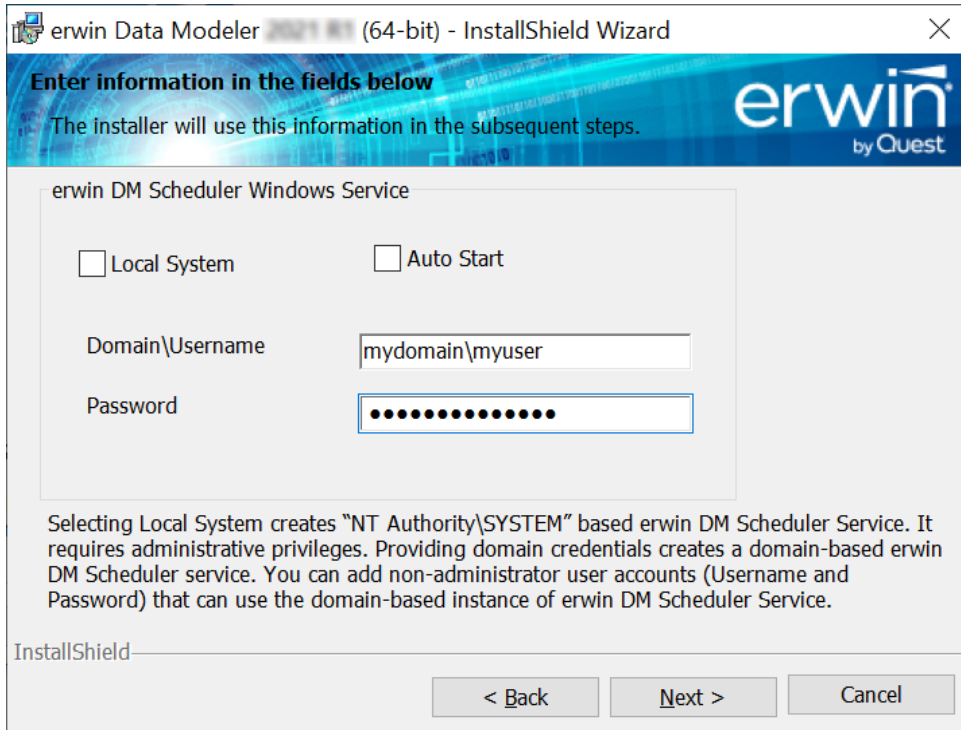 erwin Data Modeler (64-bit) - InstallShield Wizard
Enter information in the fields below
The installer will use this information in the subsequent steps.
erwin
by Quest
erwin DM Scheduler Windows Service
Local System
Auto Start
Domain\Username
mydomain\myuser
Password
••••••••••••••
Selecting Local System creates “NT Authority\SYSTEM” based erwin DM Scheduler Service. It
requires administrative privileges. Providing domain credentials creates a domain-based erwin
DM Scheduler service. You can add non-administrator user accounts (Username and
Password) that can use the domain-based instance of erwin DM Scheduler Service.
InstallShield
< Back
Next >
Cancel